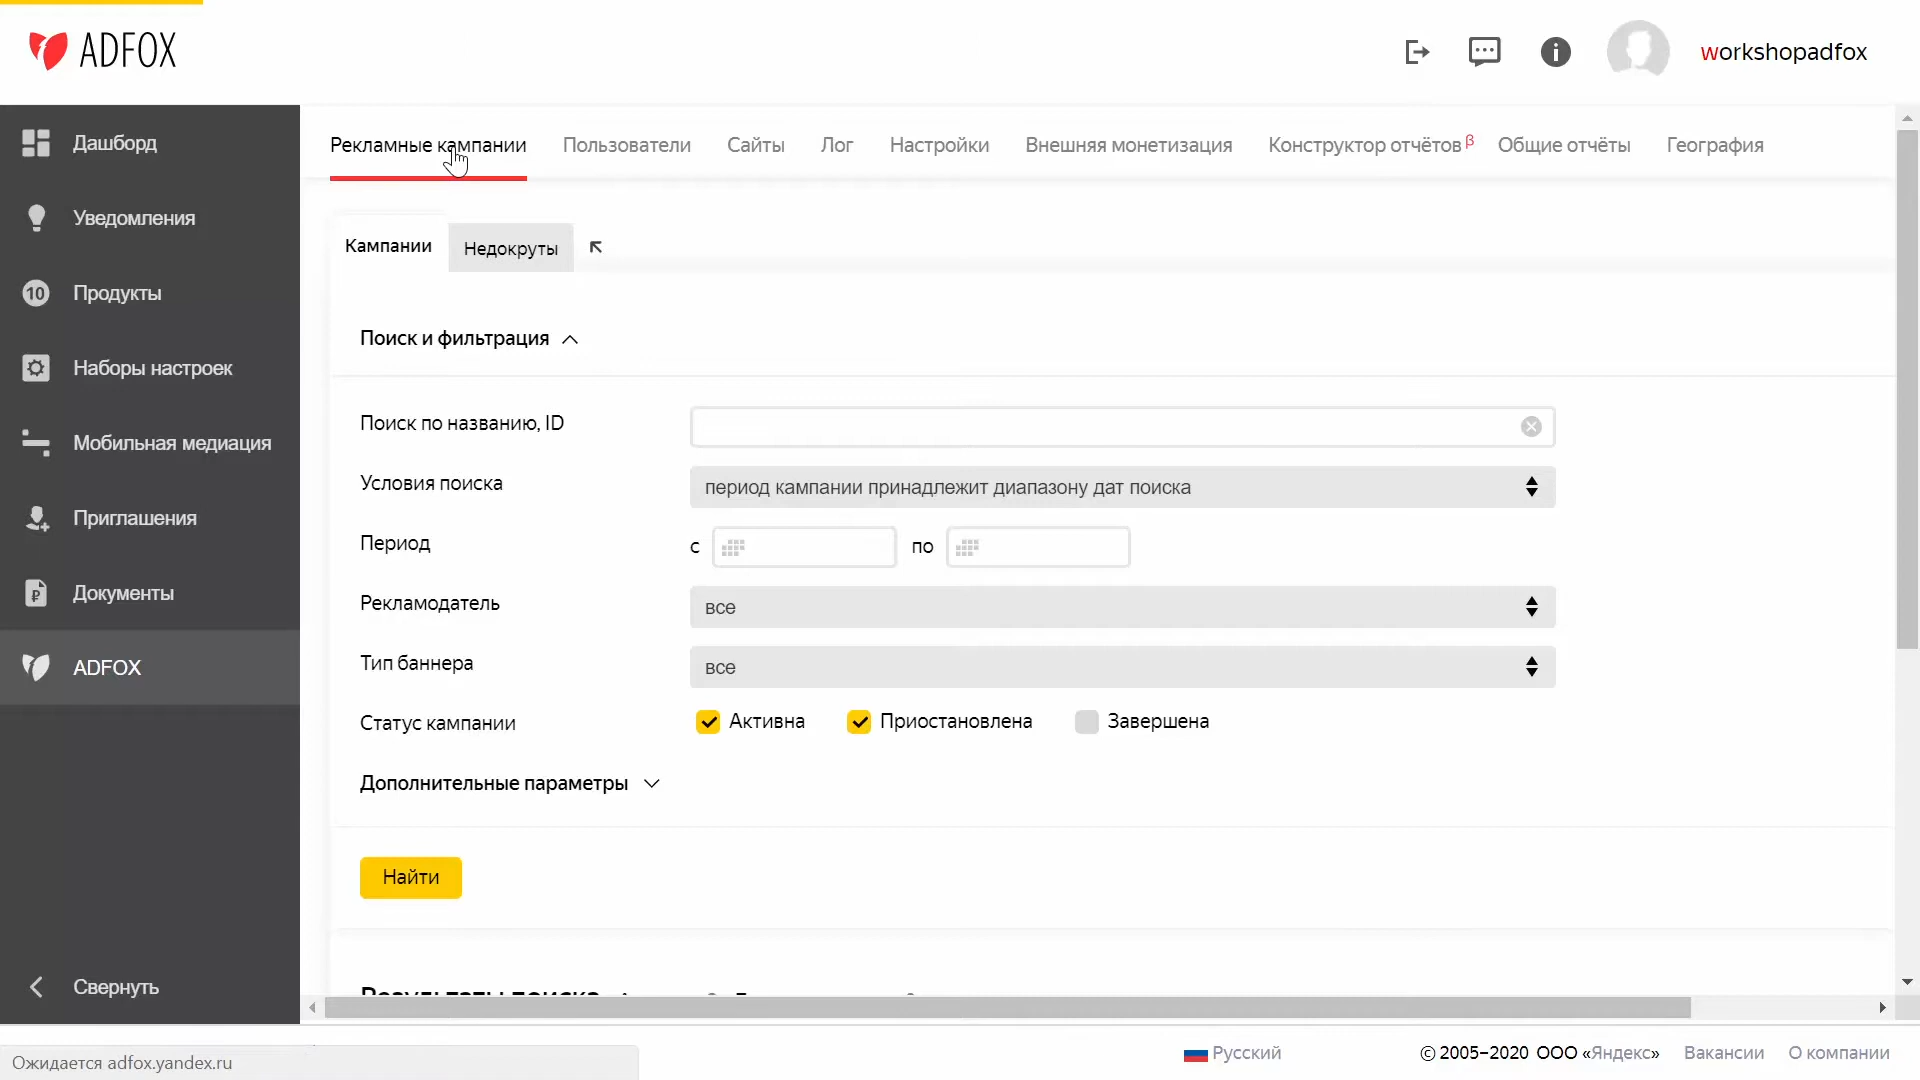 ADFOX
workshopadfox
Дашборд
Уведомления
10
Продукты
Наборы настроек
Мобильная медиация
Приглашения
Документы
ADFOX
Свернуть
Рекламные кампании Пользователи Сайты Лог Настройки Внешняя монетизация Конструктор отчётов β Общие отчёты География
Кампании Недокруты
Поиск и фильтрация
Поиск по названию, ID
Условия поиска период кампании принадлежит диапазону дат поиска
Период с по
Рекламодатель все
Тип баннера все
Статус кампании Активна Приостановлена Завершена
Дополнительные параметры
Найти
Результаты поиска
Русский © 2005–2020 ООО «Яндекс» Вакансии О компании
Ожидается adfox.yandex.ru